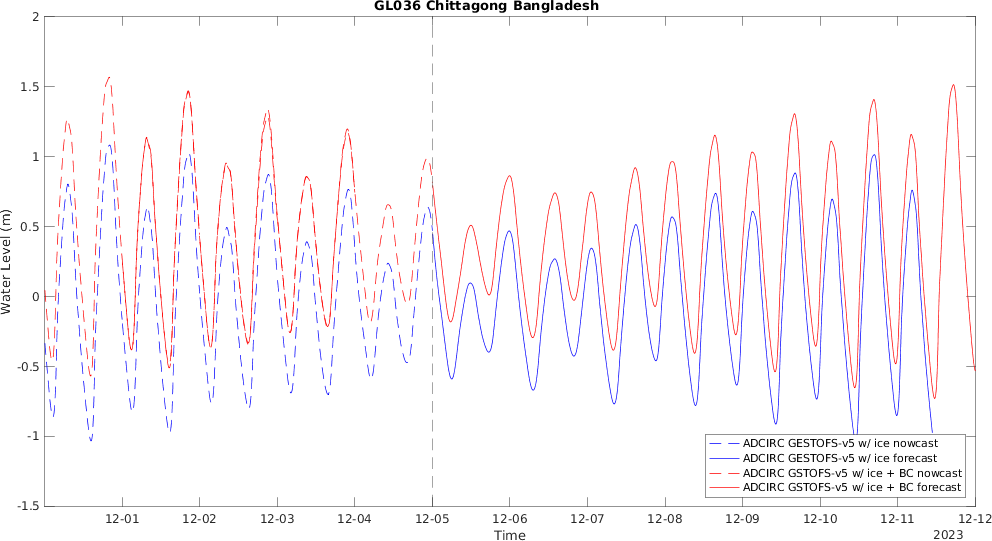 GL036 Chittagong Bangladesh
2
1.5
1
0.5
0
-0.5
-1
-1.5
Water Level (m)
ADCIRC GESTOFS-v5 w/ ice nowcast
ADCIRC GESTOFS-v5 w/ ice forecast
ADCIRC GSTOFS-v5 w/ ice + BC nowcast
ADCIRC GSTOFS-v5 w/ ice + BC forecast
12-01 12-02 12-03 12-04 12-05 12-06 12-07 12-08 12-09 12-10 12-11 12-12
Time
2023